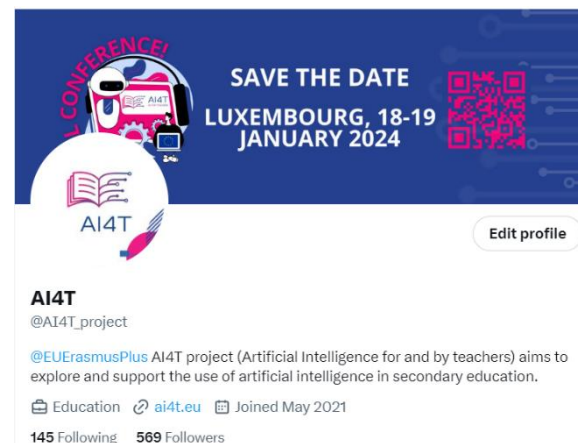 L CONFERENCE!
AI4T
SAVE THE DATE
LUXEMBOURG, 18-19
JANUARY 2024
AI4T
Edit profile
AI4T
@AI4T_project
@EUErasmusPlus AI4T project (Artificial Intelligence for and by teachers) aims to
explore and support the use of artificial intelligence in secondary education.
Education ai4t.eu Joined May 2021
145 Following 569 Followers